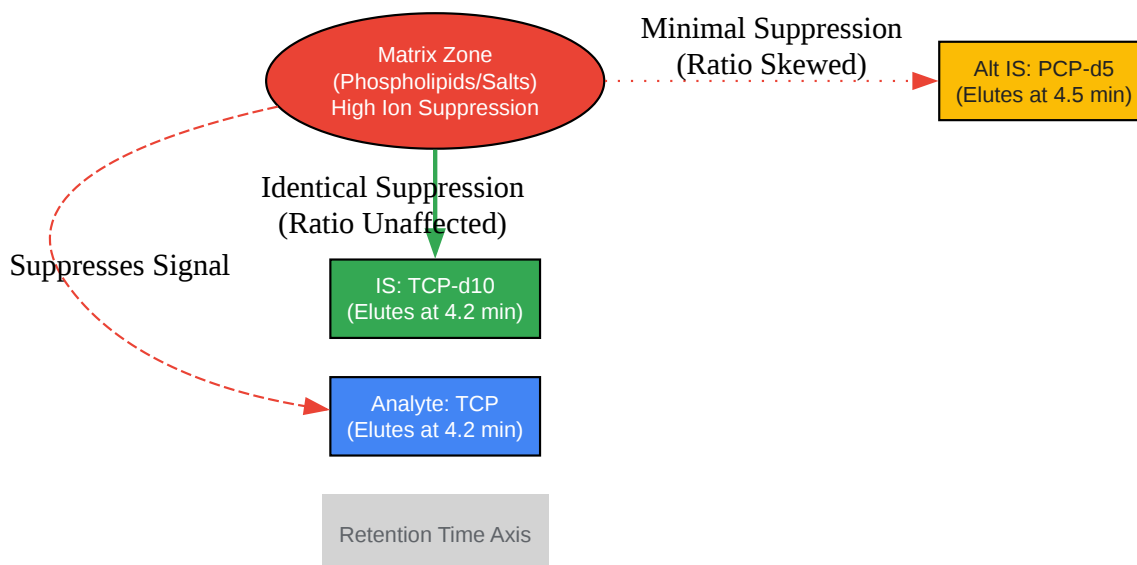 Matrix Zone
(Phospholipids/Salts)
High Ion Suppression
Minimal Suppression
(Ratio Skewed)
Alt IS: PCP-d5
(Elutes at 4.5 min)
Identical Suppression
(Ratio Unaffected)
Suppresses Signal
IS: TCP-d10
(Elutes at 4.2 min)
Analyte: TCP
(Elutes at 4.2 min)
Retention Time Axis